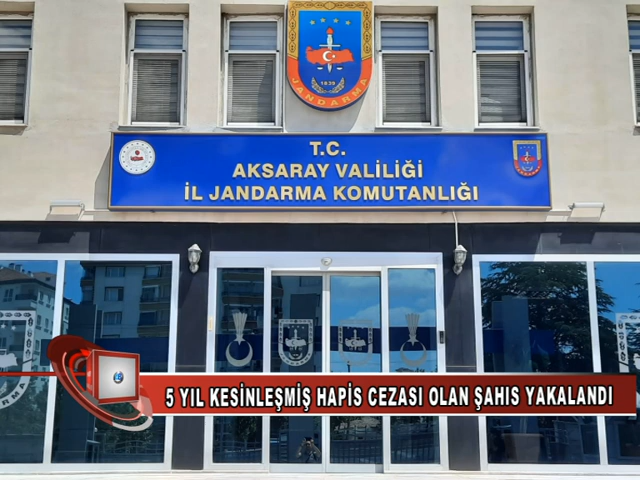 1839
JANDARMA
T.C.
AKSARAY VALİLİĞİ
İL JANDARMA KOMUTANLIĞI
5 YIL KESİNLEŞMİŞ HAPİS CEZASI OLAN ŞAHIS YAKALANDI